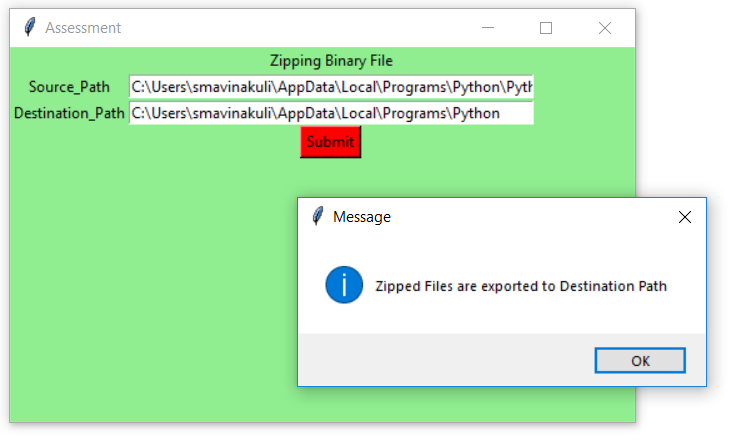 Assessment
Zipping Binary File
Source_Path C:\Users\smavinakuli\AppData\Local\Programs\Python\Pyth
Destination_Path C:\Users\smavinakuli\AppData\Local\Programs\Python
Submit
Message
Zipped Files are exported to Destination Path
OK